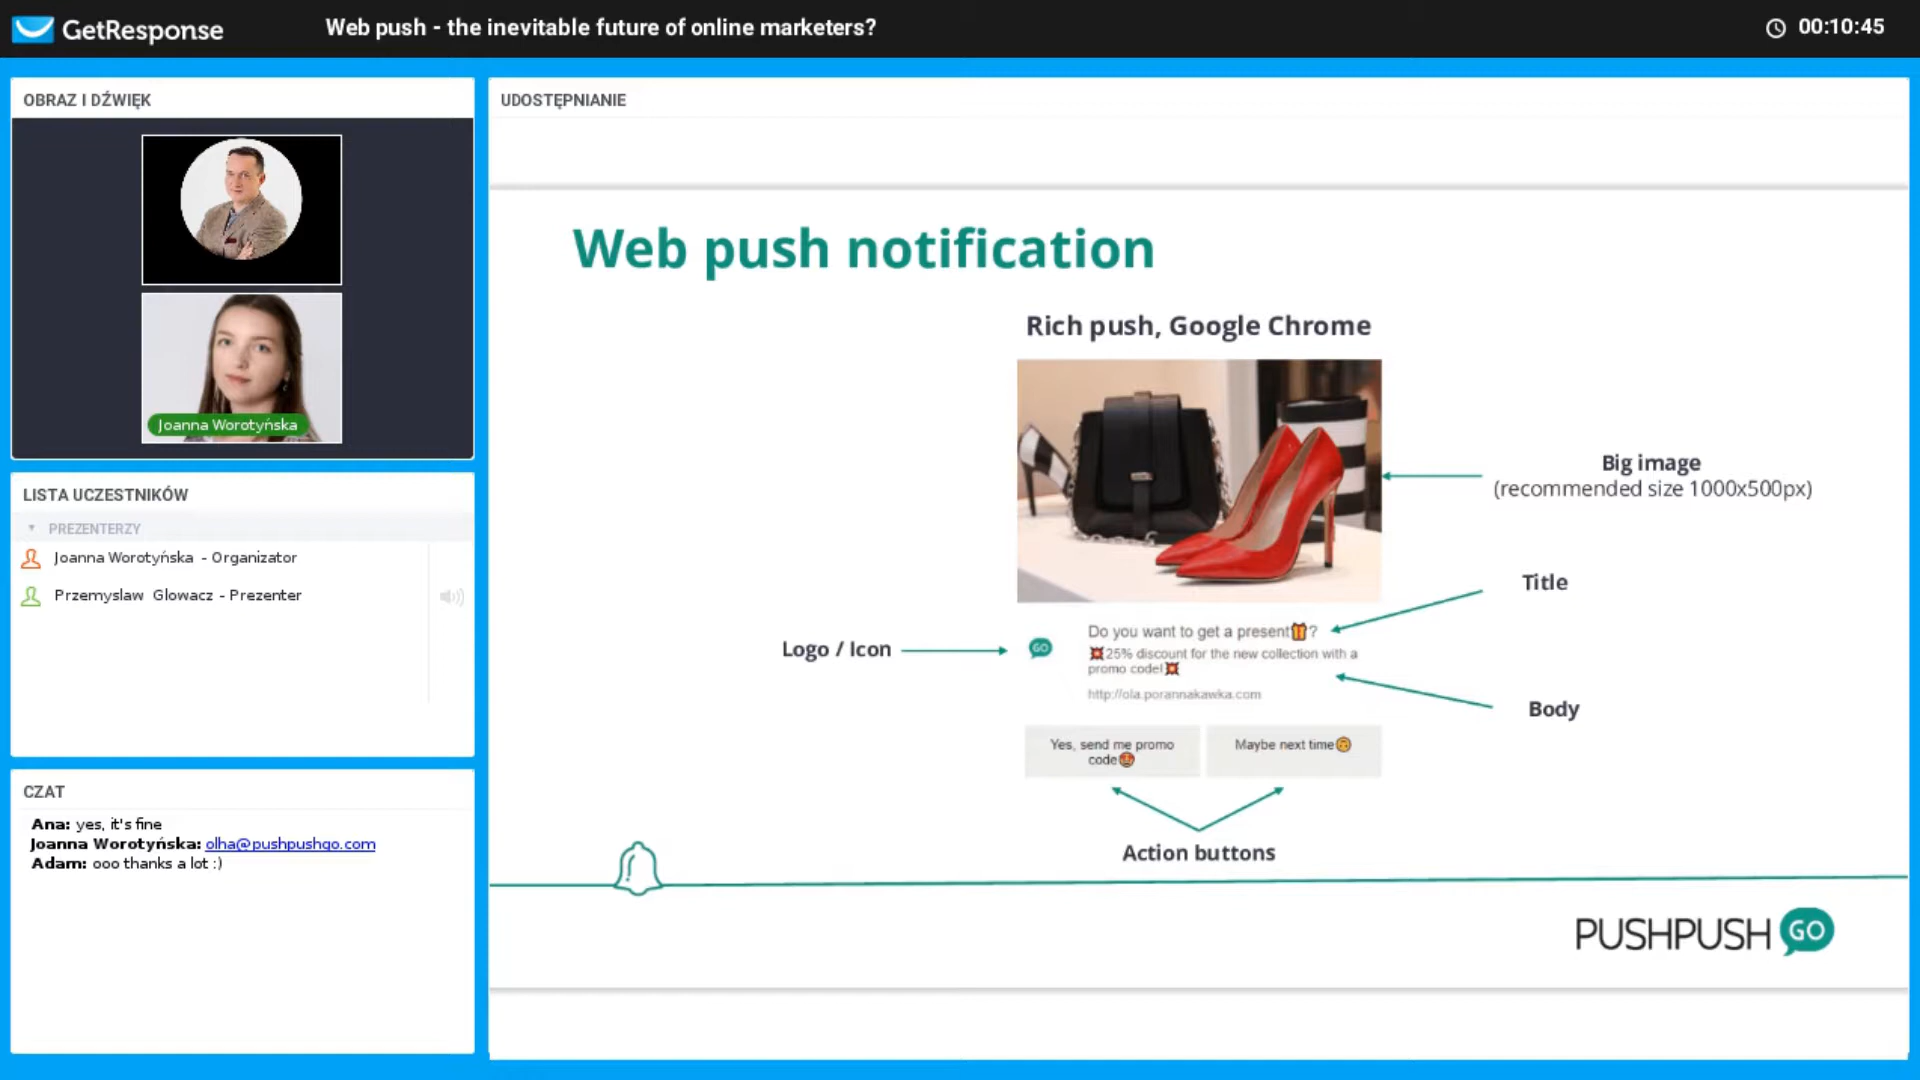 GetResponse
Web push - the inevitable future of online marketers?
00:10:45
OBRAZ I DŹWIĘK
Joanna Worotyńska
LISTA UCZESTNIKÓW
PREZENTERZY
Joanna Worotyńska - Organizator
Przemyslaw Glowacz - Prezenter
CZAT
Ana: yes, it's fine
Joanna Worotyńska: olha@pushpushgo.com
Adam: ooo thanks a lot :)
UDOSTĘPNIANIE
Web push notification
Rich push, Google Chrome
Big image
(recommended size 1000x500px)
Title
Logo / Icon
GO
Do you want to get a present🎁?
💥25% discount for the new collection with a
promo code!💥
http://ola.porannakawka.com
Body
Yes, send me promo
code🤩
Maybe next time🙃
Action buttons
PUSHPUSH GO